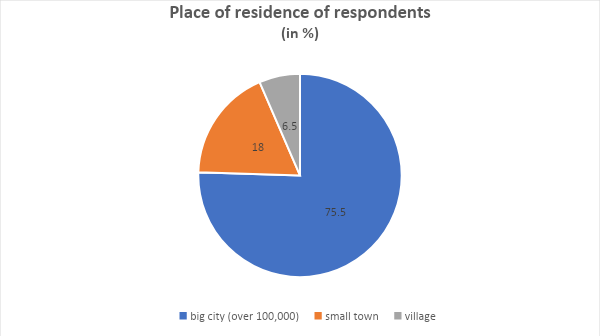 Place of residence of respondents
(in %)
6.5
18
75.5
big city (over 100,000) small town village